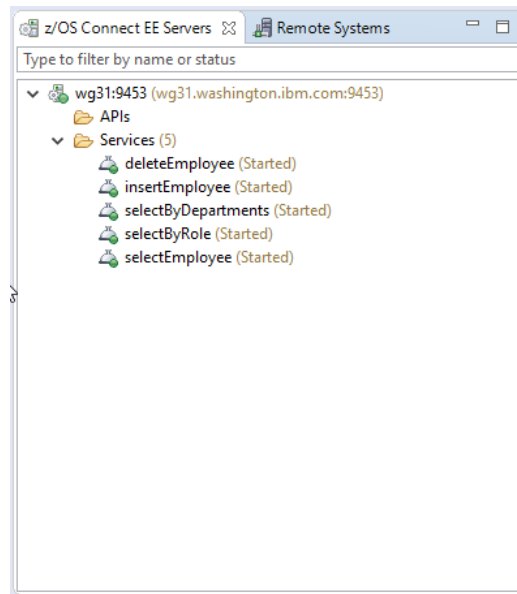 z/OS Connect EE Servers Remote Systems
Type to filter by name or status
wg31:9453 (wg31.washington.ibm.com:9453)
APIs
Services (5)
deleteEmployee (Started)
insertEmployee (Started)
selectByDepartments (Started)
selectByRole (Started)
selectEmployee (Started)